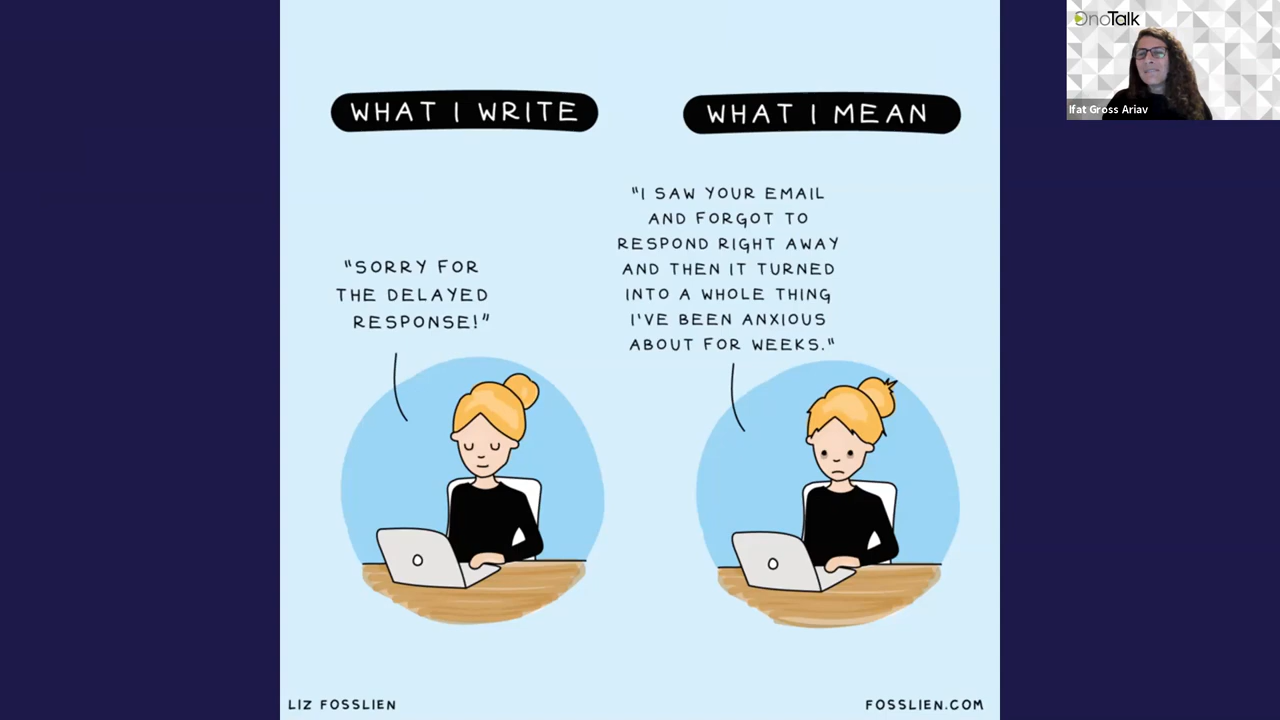 WHAT I WRITE
WHAT I MEAN
"SORRY FOR
THE DELAYED
RESPONSE!"
"I SAW YOUR EMAIL
AND FORGOT TO
RESPOND RIGHT AWAY
AND THEN IT TURNED
INTO A WHOLE THING
I'VE BEEN ANXIOUS
ABOUT FOR WEEKS."
LIZ FOSSLIEN
FOSSLIEN.COM
OnoTalk
Ifat Gross Ariav